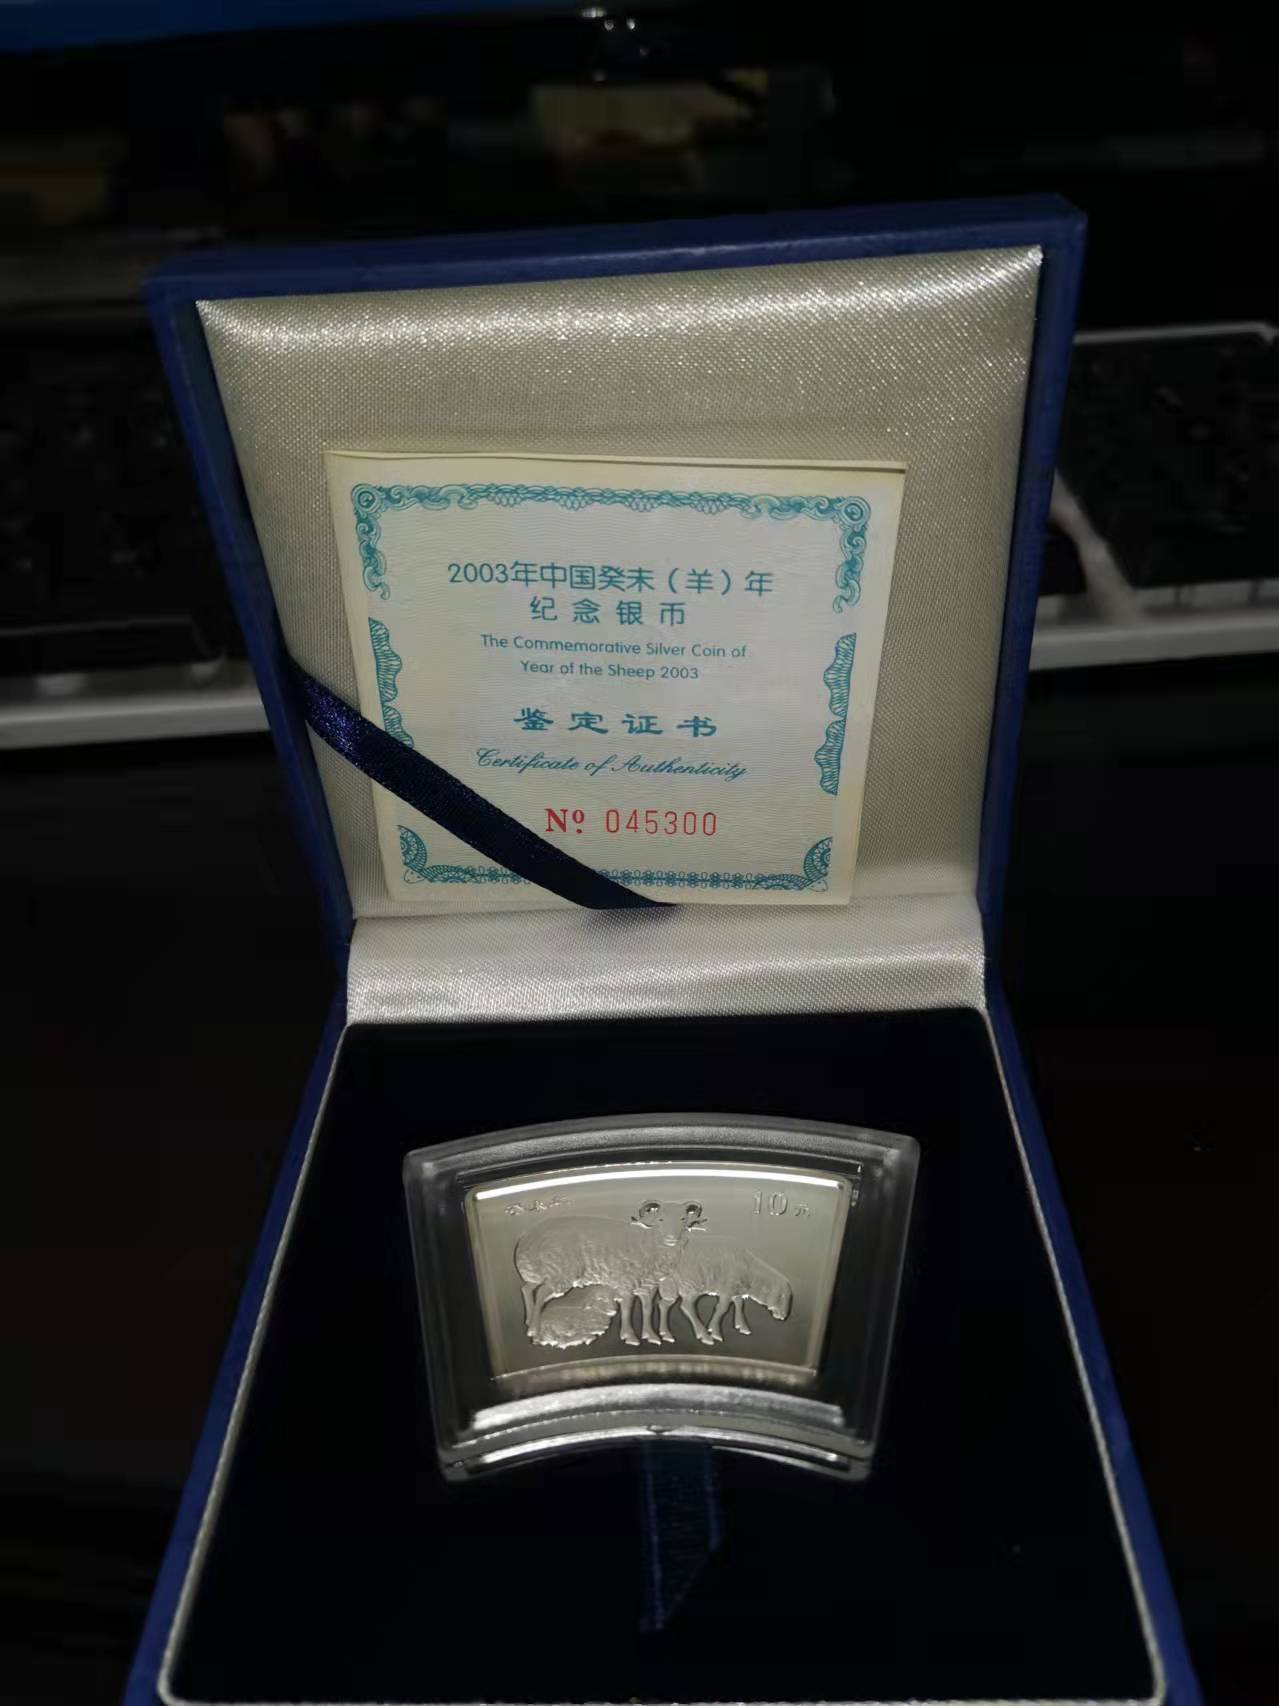 2003年中国癸未（羊）年
纪念银币
The Commemorative Silver Coin of
Year of the Sheep 2003
鉴定证书
Certificate of Authenticity
Nº 045300
10元